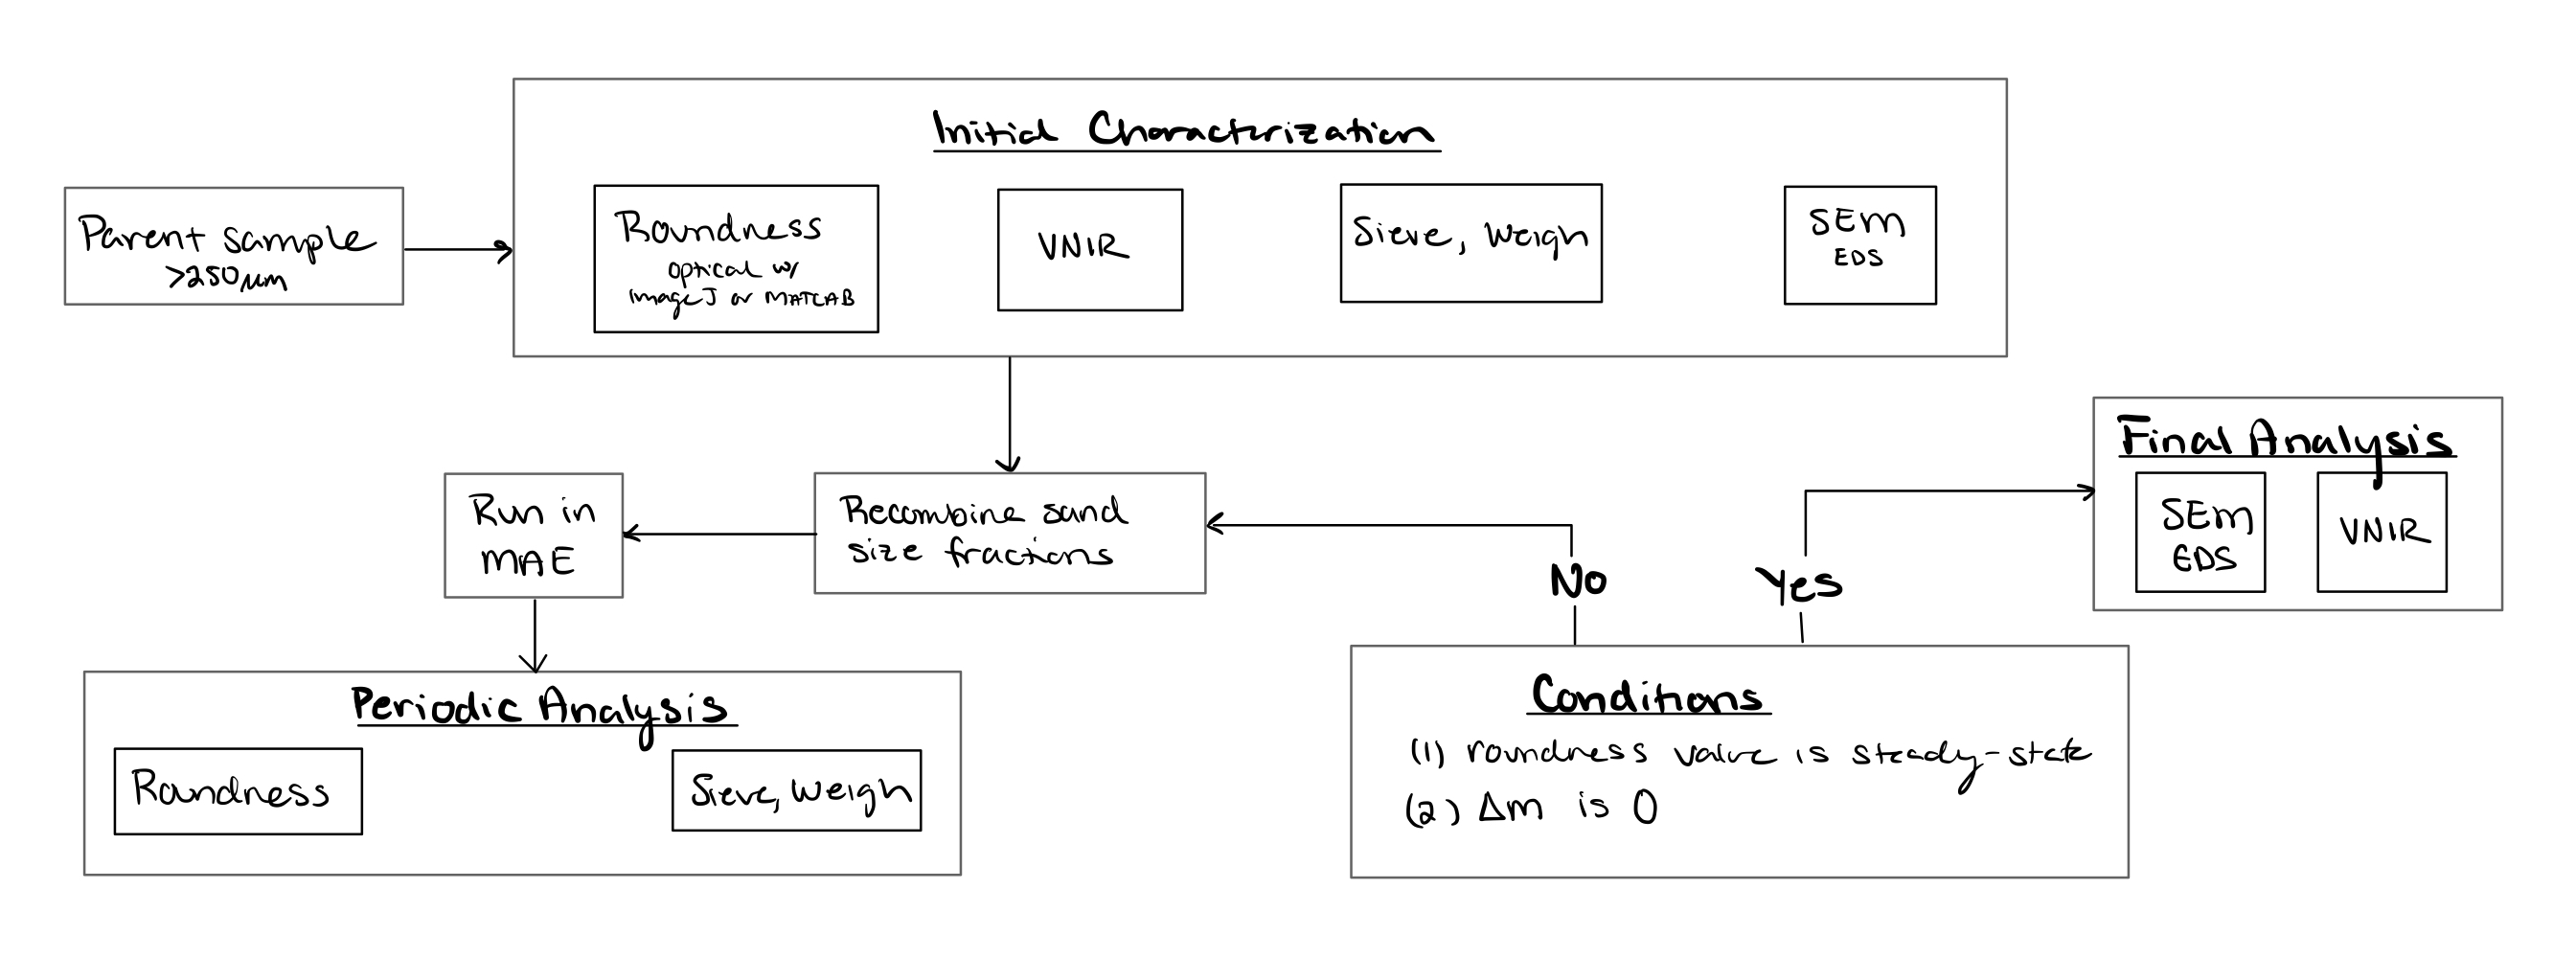 Initial Characterization
Parent sample
>250µm
Roundness
optical w/
ImageJ or MATLAB
VNIR
Sieve, Weigh
SEM
EDS
Run in
MAE
Recombine sand
size fractions
No
Yes
Final Analysis
SEM
EDS
VNIR
Periodic Analysis
Roundness
Sieve, Weigh
Conditions
(1) roundness value is steady-state
(2) Δm is 0